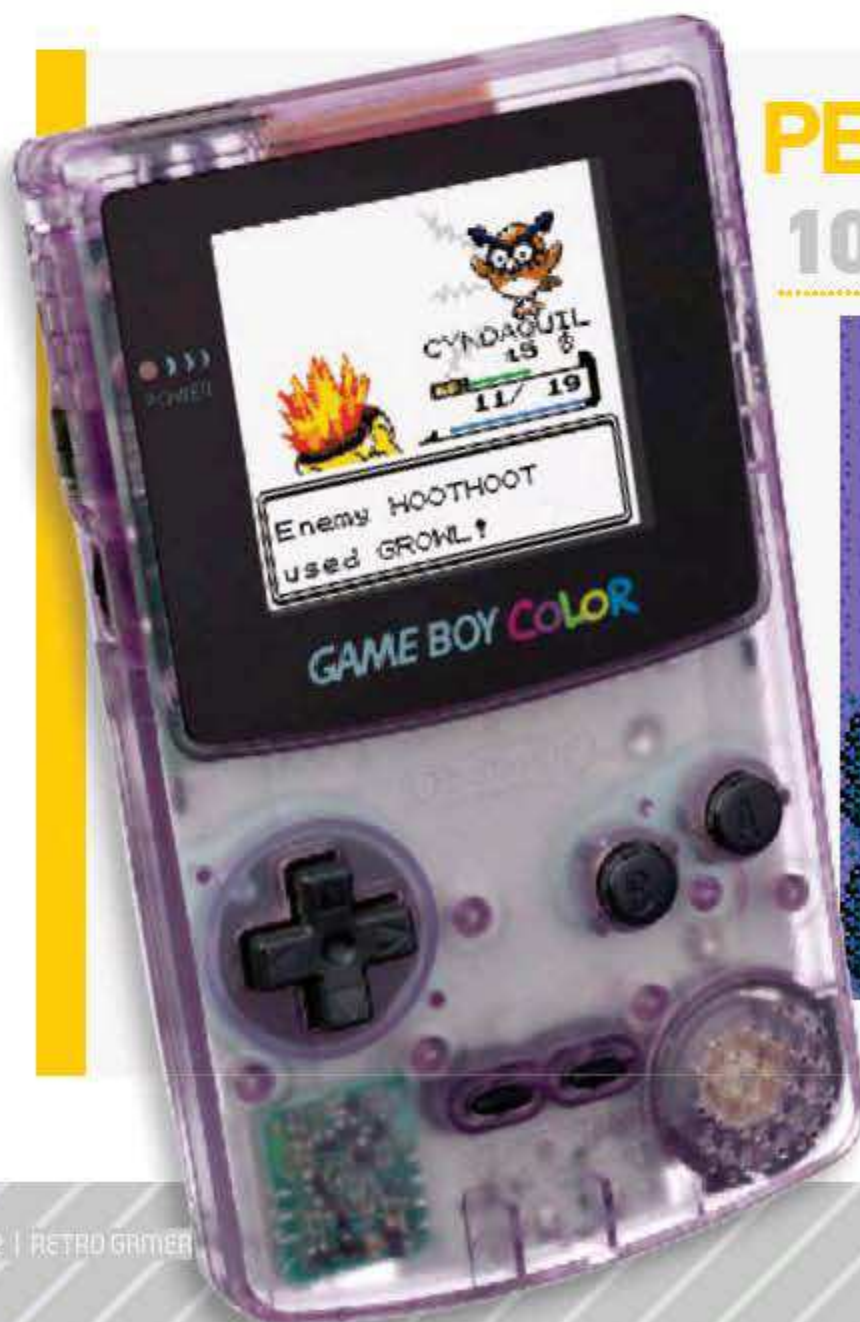 PE
10
CYNDAQUIL
POWER
11/ 19
Enemy HOOTHOOT
used GROWL!
GAME BOY COLOR
A
B
RETRO GAMER